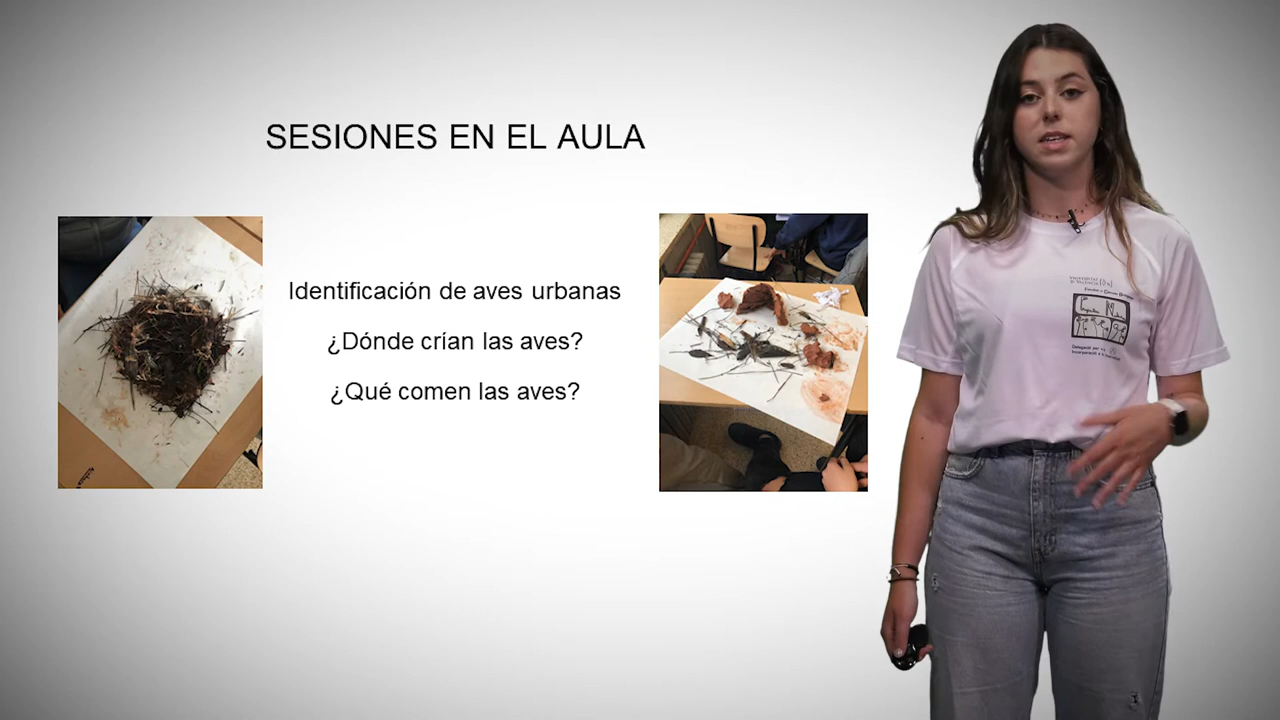 SESIONES EN EL AULA
Identificación de aves urbanas
¿Dónde crían las aves?
¿Qué comen las aves?